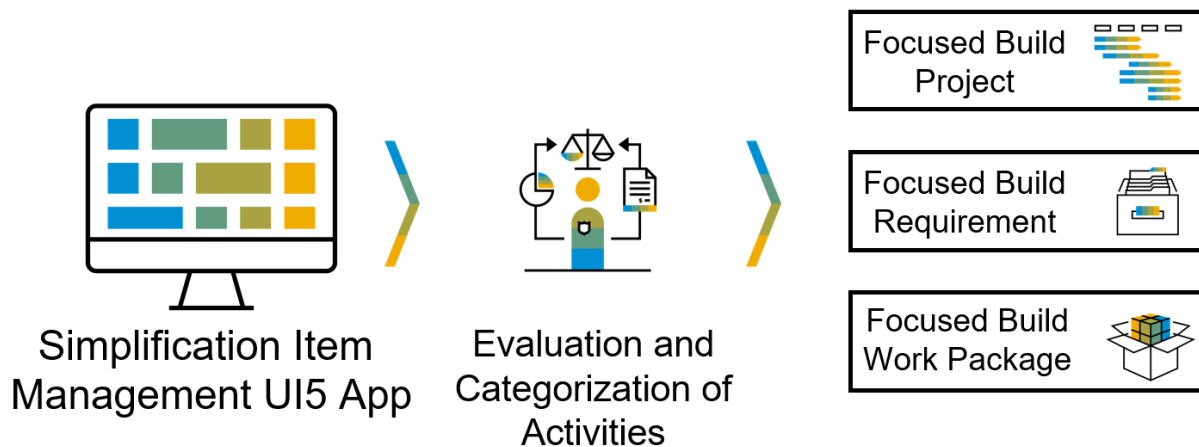 Simplification Item
Management UI5 App
Evaluation and
Categorization of
Activities
Focused Build
Project
Focused Build
Requirement
Focused Build
Work Package